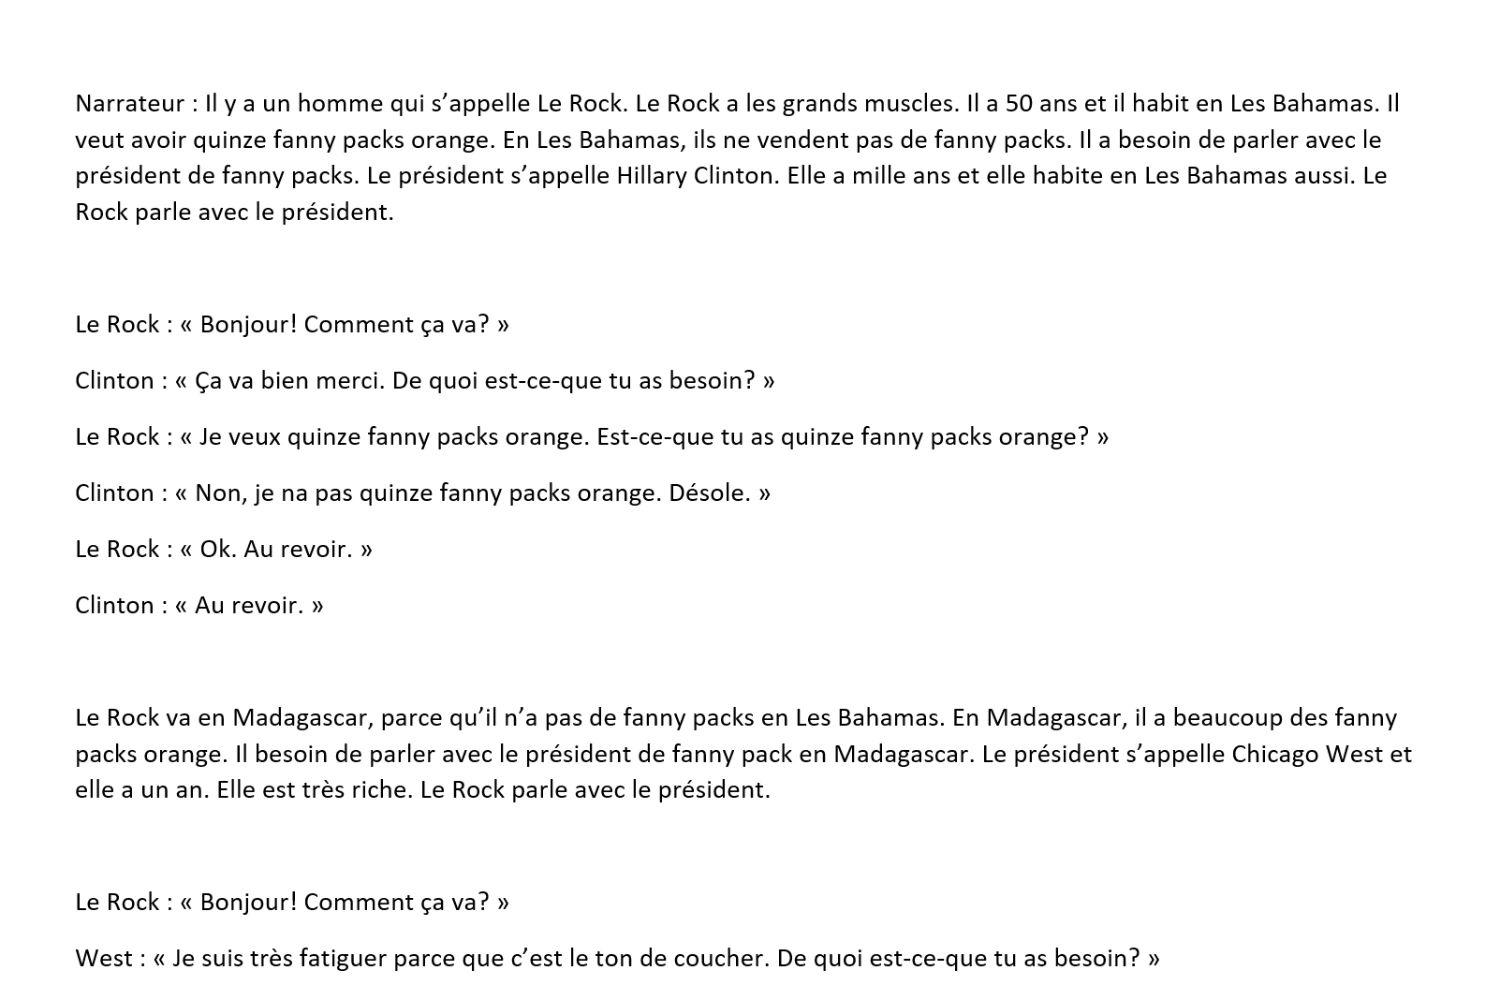 Narrateur : Il y a un homme qui s’appelle Le Rock. Le Rock a les grands muscles. Il a 50 ans et il habit en Les Bahamas. Il
veut avoir quinze fanny packs orange. En Les Bahamas, ils ne vendent pas de fanny packs. Il a besoin de parler avec le
président de fanny packs. Le président s’appelle Hillary Clinton. Elle a mille ans et elle habite en Les Bahamas aussi. Le
Rock parle avec le président.
Le Rock : « Bonjour! Comment ça va? »
Clinton : « Ça va bien merci. De quoi est-ce-que tu as besoin? »
Le Rock : « Je veux quinze fanny packs orange. Est-ce-que tu as quinze fanny packs orange? »
Clinton : « Non, je na pas quinze fanny packs orange. Désole. »
Le Rock : « Ok. Au revoir. »
Clinton : « Au revoir. »
Le Rock va en Madagascar, parce qu’il n’a pas de fanny packs en Les Bahamas. En Madagascar, il a beaucoup des fanny
packs orange. Il besoin de parler avec le président de fanny pack en Madagascar. Le président s’appelle Chicago West et
elle a un an. Elle est très riche. Le Rock parle avec le président.
Le Rock : « Bonjour! Comment ça va? »
West : « Je suis très fatiguer parce que c’est le ton de coucher. De quoi est-ce-que tu as besoin? »